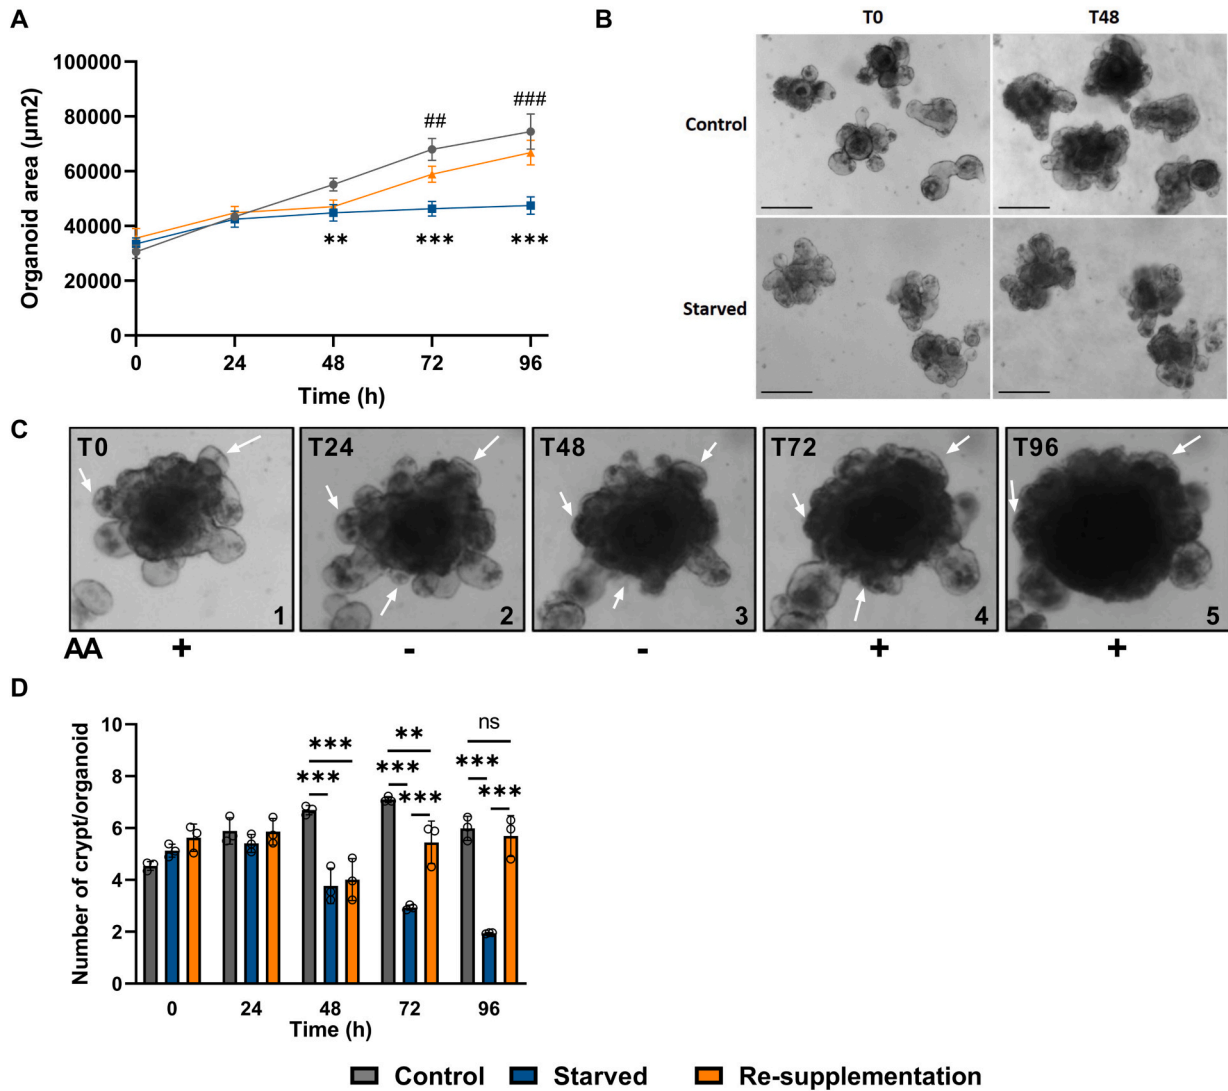 A
100000
80000
60000
40000
20000
0
Organoid area (µm2)
##
###
**
***
***
0 24 48 72 96
Time (h)
B
T0 T48
Control
Starved
C
T0 T24 T48 T72 T96
1 2 3 4 5
AA + - - + +
D
10
8
6
4
2
0
Number of crypt/organoid
***
***
**
***
***
ns
***
***
0 24 48 72 96
Time (h)
Control Starved Re-supplementation